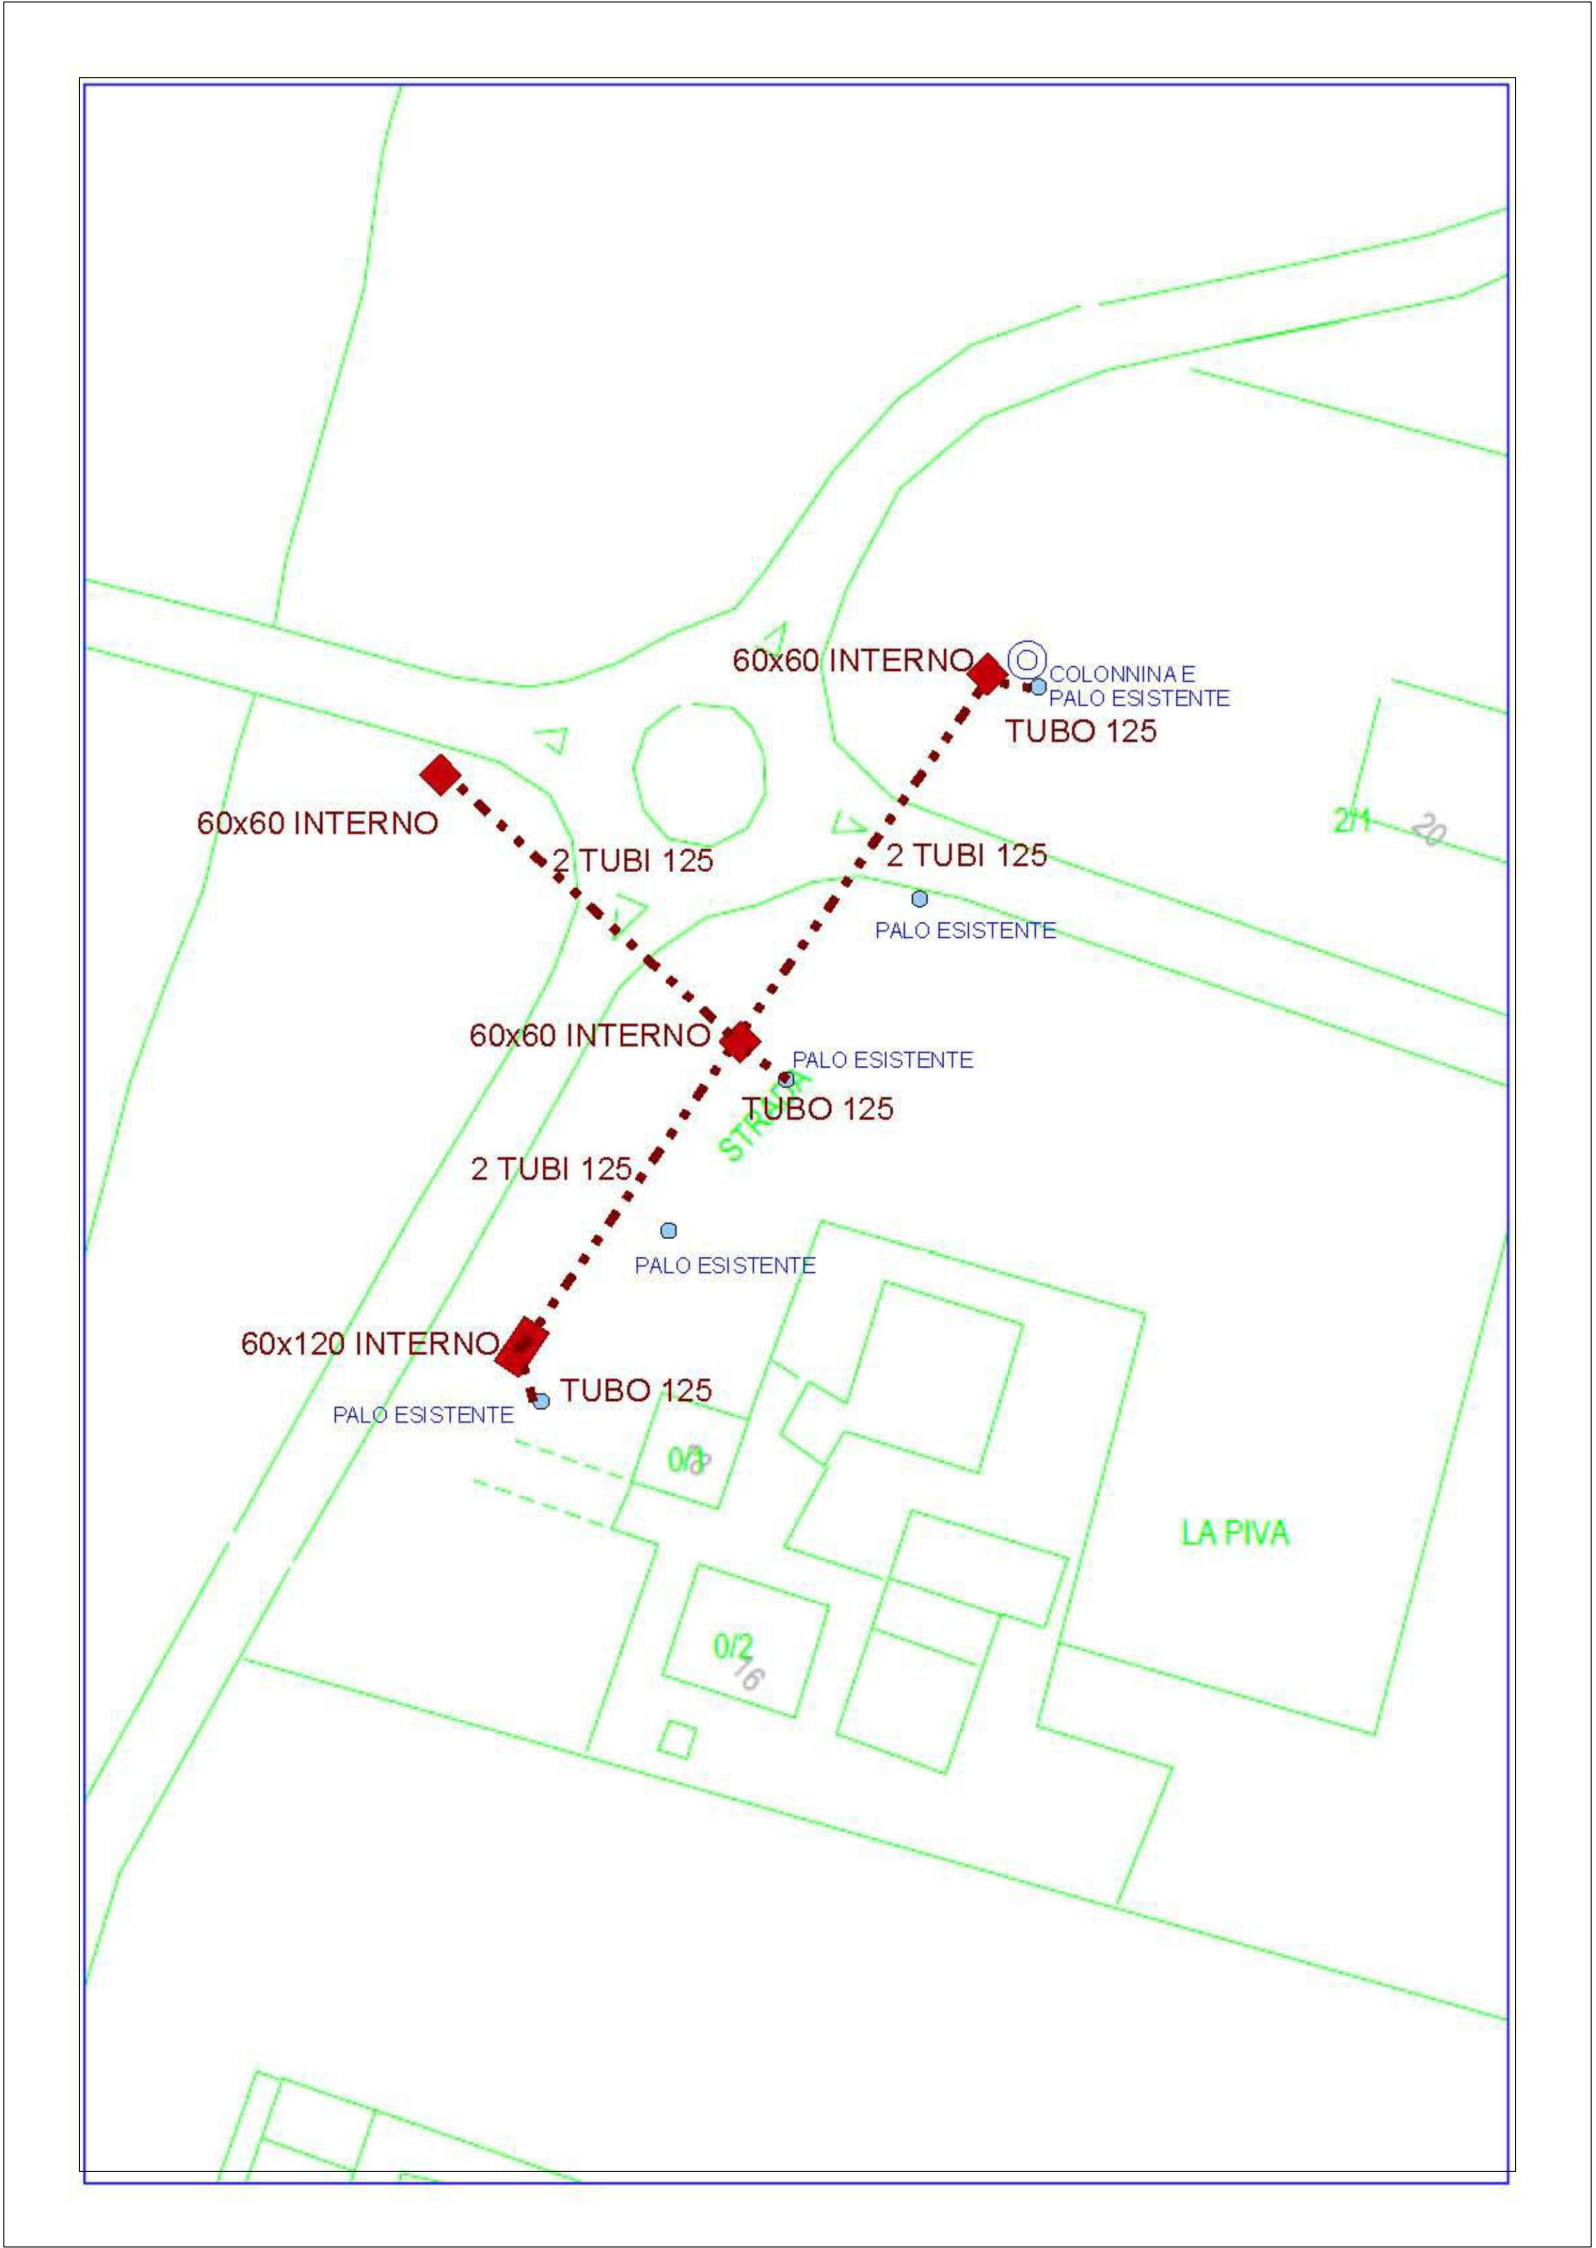 60x60 INTERNO
COLONNINA E
PALO ESISTENTE
TUBO 125
60x60 INTERNO
2/1
20
2 TUBI 125
2 TUBI 125
PALO ESISTENTE
60x60 INTERNO
PALO ESISTENTE
TUBO 125
STRADA
2 TUBI 125
PALO ESISTENTE
60x120 INTERNO
TUBO 125
PALO ESISTENTE
LA PIVA
0/2
16